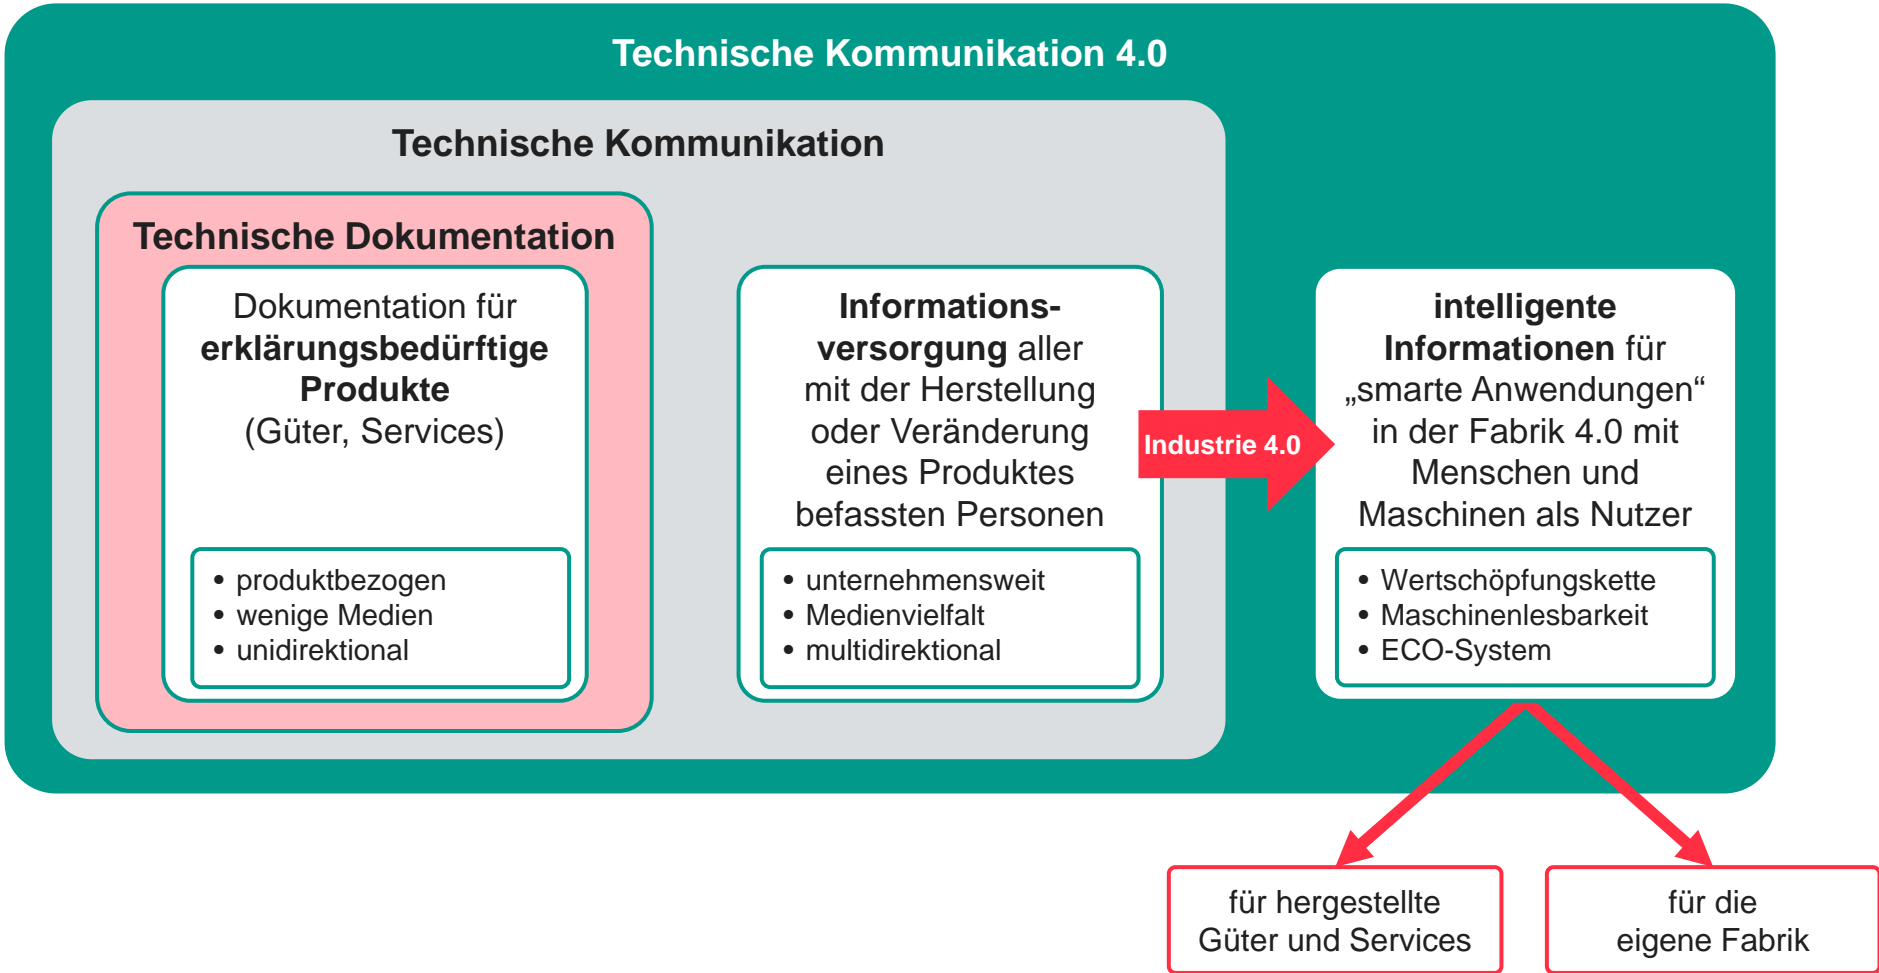 Technische Kommunikation 4.0
Technische Kommunikation
Technische Dokumentation
Dokumentation für
erklärungsbedürftige
Produkte
(Güter, Services)
• produktbezogen
• wenige Medien
• unidirektional
Informations-
versorgung aller
mit der Herstellung
oder Veränderung
eines Produktes
befassten Personen
• unternehmensweit
• Medienvielfalt
• multidirektional
Industrie 4.0
intelligente
Informationen für
„smarte Anwendungen“
in der Fabrik 4.0 mit
Menschen und
Maschinen als Nutzer
• Wertschöpfungskette
• Maschinenlesbarkeit
• ECO-System
für hergestellte
Güter und Services
für die
eigene Fabrik